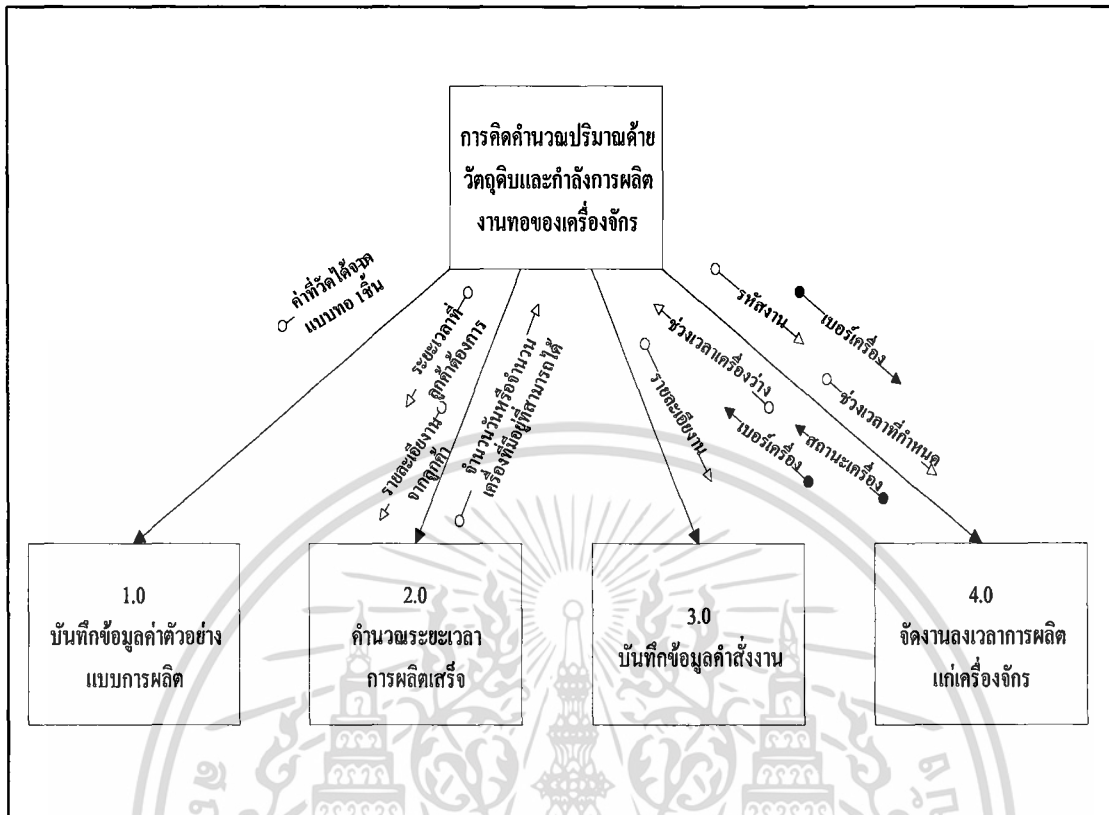 การคิดคำนวณปริมาณด้าย
วัตถุดิบและกำลังการผลิต
งานทอของเครื่องจักร
ค่าที่วัดได้จาก
แบบทอ 1ชิ้น
ระยะเวลาที่
ลูกค้าต้องการ
รายละเอียงาน
จากลูกค้า
จำนวนวันหรือจำนวน
เครื่องที่มีอยู่ที่สามารถได้
รายละเอียงาน
รหัสงาน
เบอร์เครื่อง
ช่วงเวลาเครื่องว่าง
ช่วงเวลาที่กำหนด
เบอร์เครื่อง
สถานะเครื่อง
1.0
บันทึกข้อมูลค่าตัวอย่าง
แบบการผลิต
2.0
คำนวณระยะเวลา
การผลิตเสร็จ
3.0
บันทึกข้อมูลคำสั่งงาน
4.0
จัดงานลงเวลาการผลิต
แก่เครื่องจักร